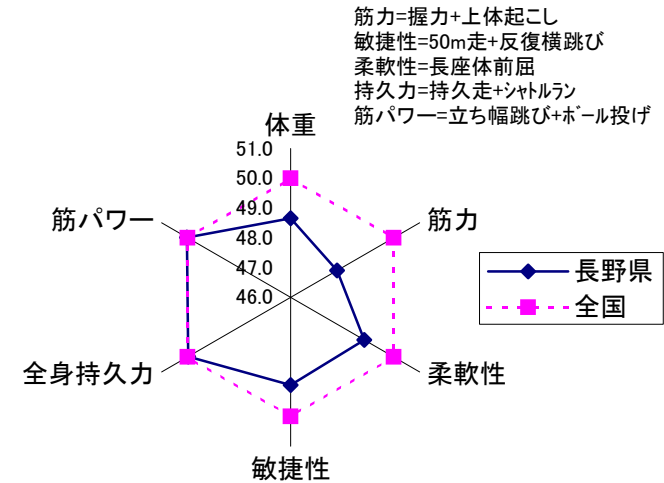 筋力=握力+上体起こし
敏捷性=50m走+反復横跳び
柔軟性=長座体前屈
持久力=持久走+ｼｬﾄﾙﾗﾝ
筋パワー=立ち幅跳び+ﾎﾞｰﾙ投げ
体重
51.0
50.0
49.0
48.0
47.0
46.0
筋パワー
筋力
長野県
全国
全身持久力
柔軟性
敏捷性